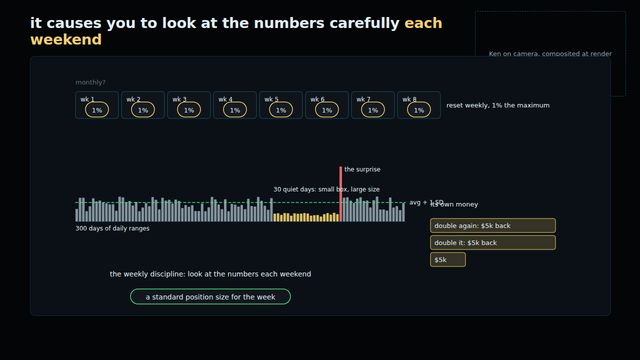 it causes you to look at the numbers carefully each
weekend
Ken on camera, composited at render
monthly?
wk 1 wk 2 wk 3 wk 4 wk 5 wk 6 wk 7 wk 8
1% 1% 1% 1% 1% 1% 1% 1%
reset weekly, 1% the maximum
the surprise
30 quiet days: small box, large size
avg + 1 SD
its own money
300 days of daily ranges
double again: $5k back
double it: $5k back
$5k
the weekly discipline: look at the numbers each weekend
a standard position size for the week